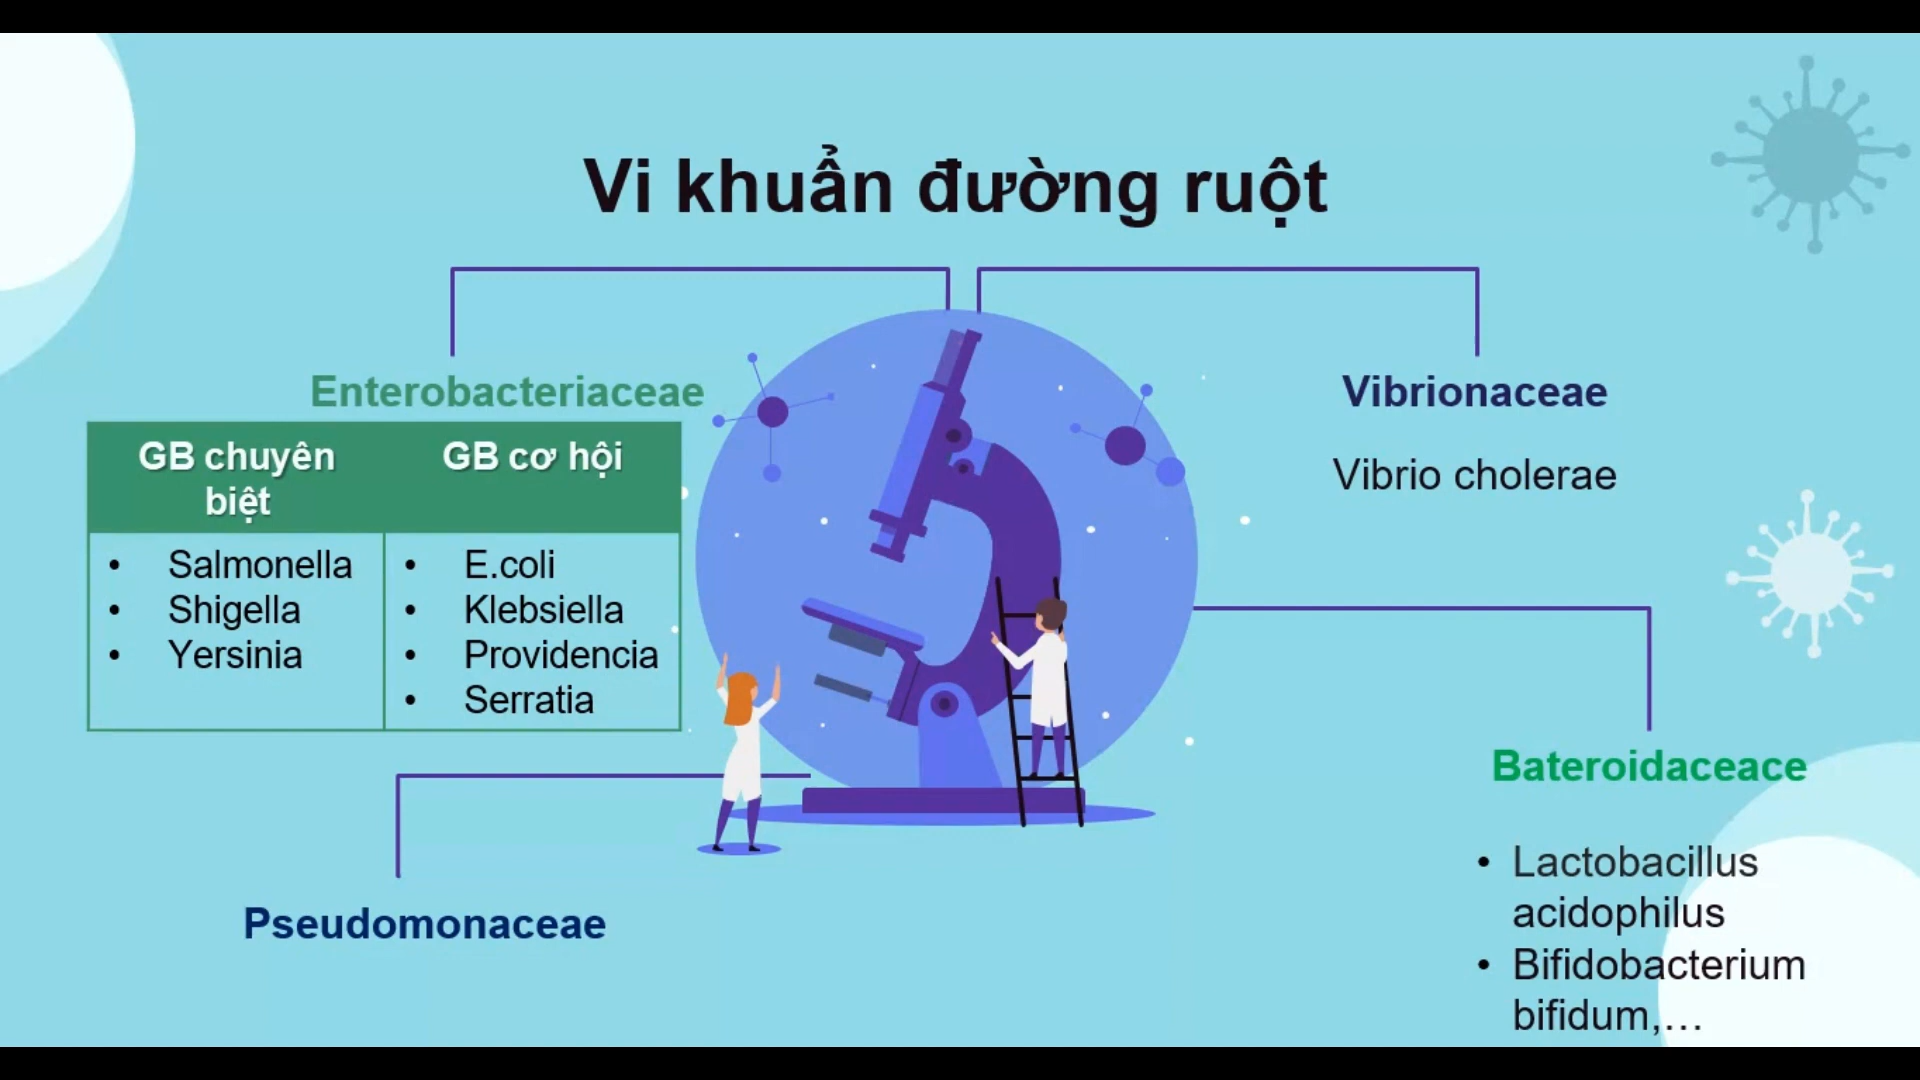 Vi khuẩn đường ruột
Enterobacteriaceae
GB chuyên
biệt
GB cơ hội
• Salmonella
• Shigella
• Yersinia
• E.coli
• Klebsiella
• Providencia
• Serratia
Vibrionaceae
Vibrio cholerae
Pseudomonaceae
Bateroidaceace
• Lactobacillus
acidophilus
• Bifidobacterium
bifidum,...